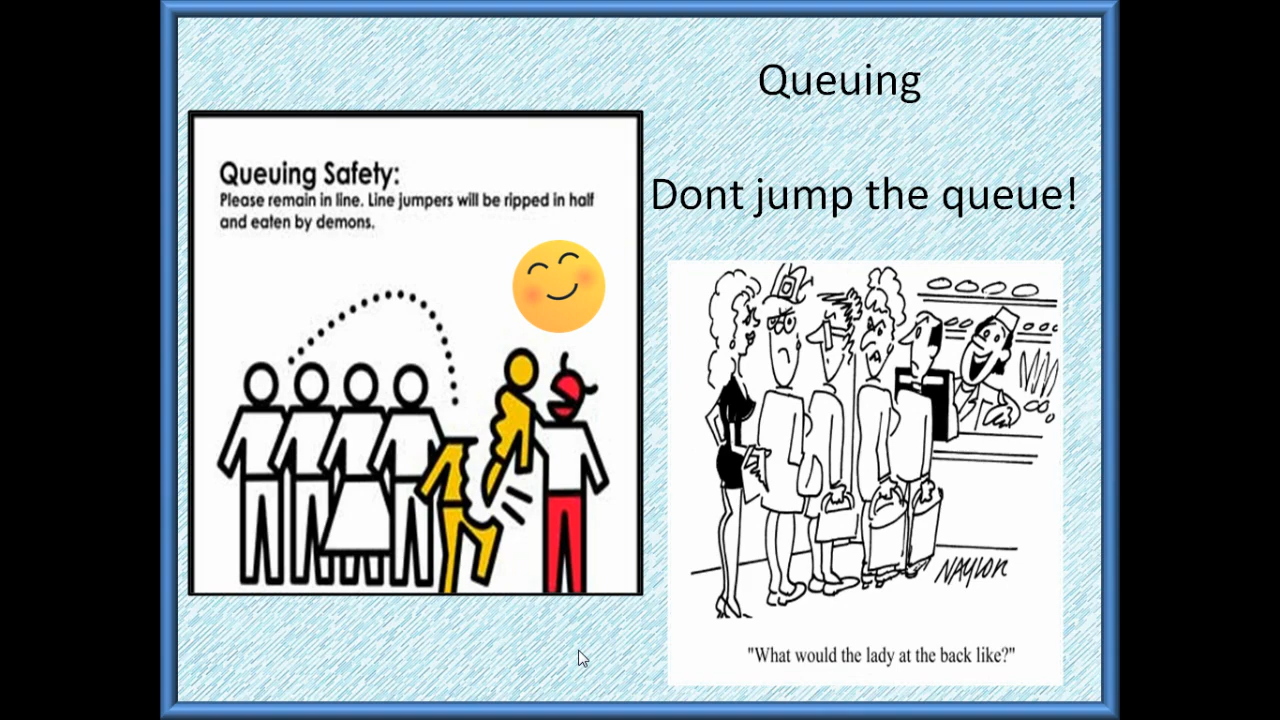 Queuing
Dont jump the queue!
Queuing Safety:
Please remain in line. Line jumpers will be ripped in half
and eaten by demons.
NAYLOR
"What would the lady at the back like?"